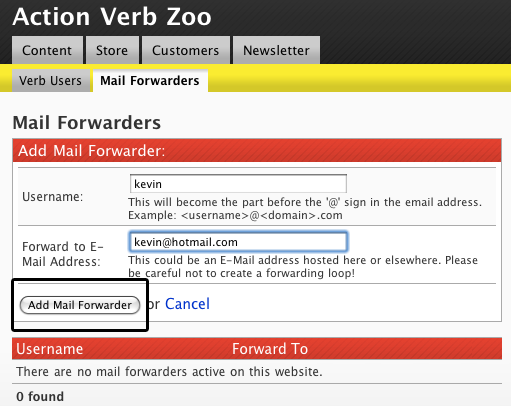 Action Verb Zoo
Content Store Customers Newsletter
Verb Users Mail Forwarders
Mail Forwarders
Add Mail Forwarder:
Username: kevin
This will become the part before the '@' sign in the email address.
Example: <username>@<domain>.com
Forward to E-
Mail Address: kevin@hotmail.com
This could be an E-Mail address hosted here or elsewhere. Please
be careful not to create a forwarding loop!
Add Mail Forwarder or Cancel
Username Forward To
There are no mail forwarders active on this website.
0 found